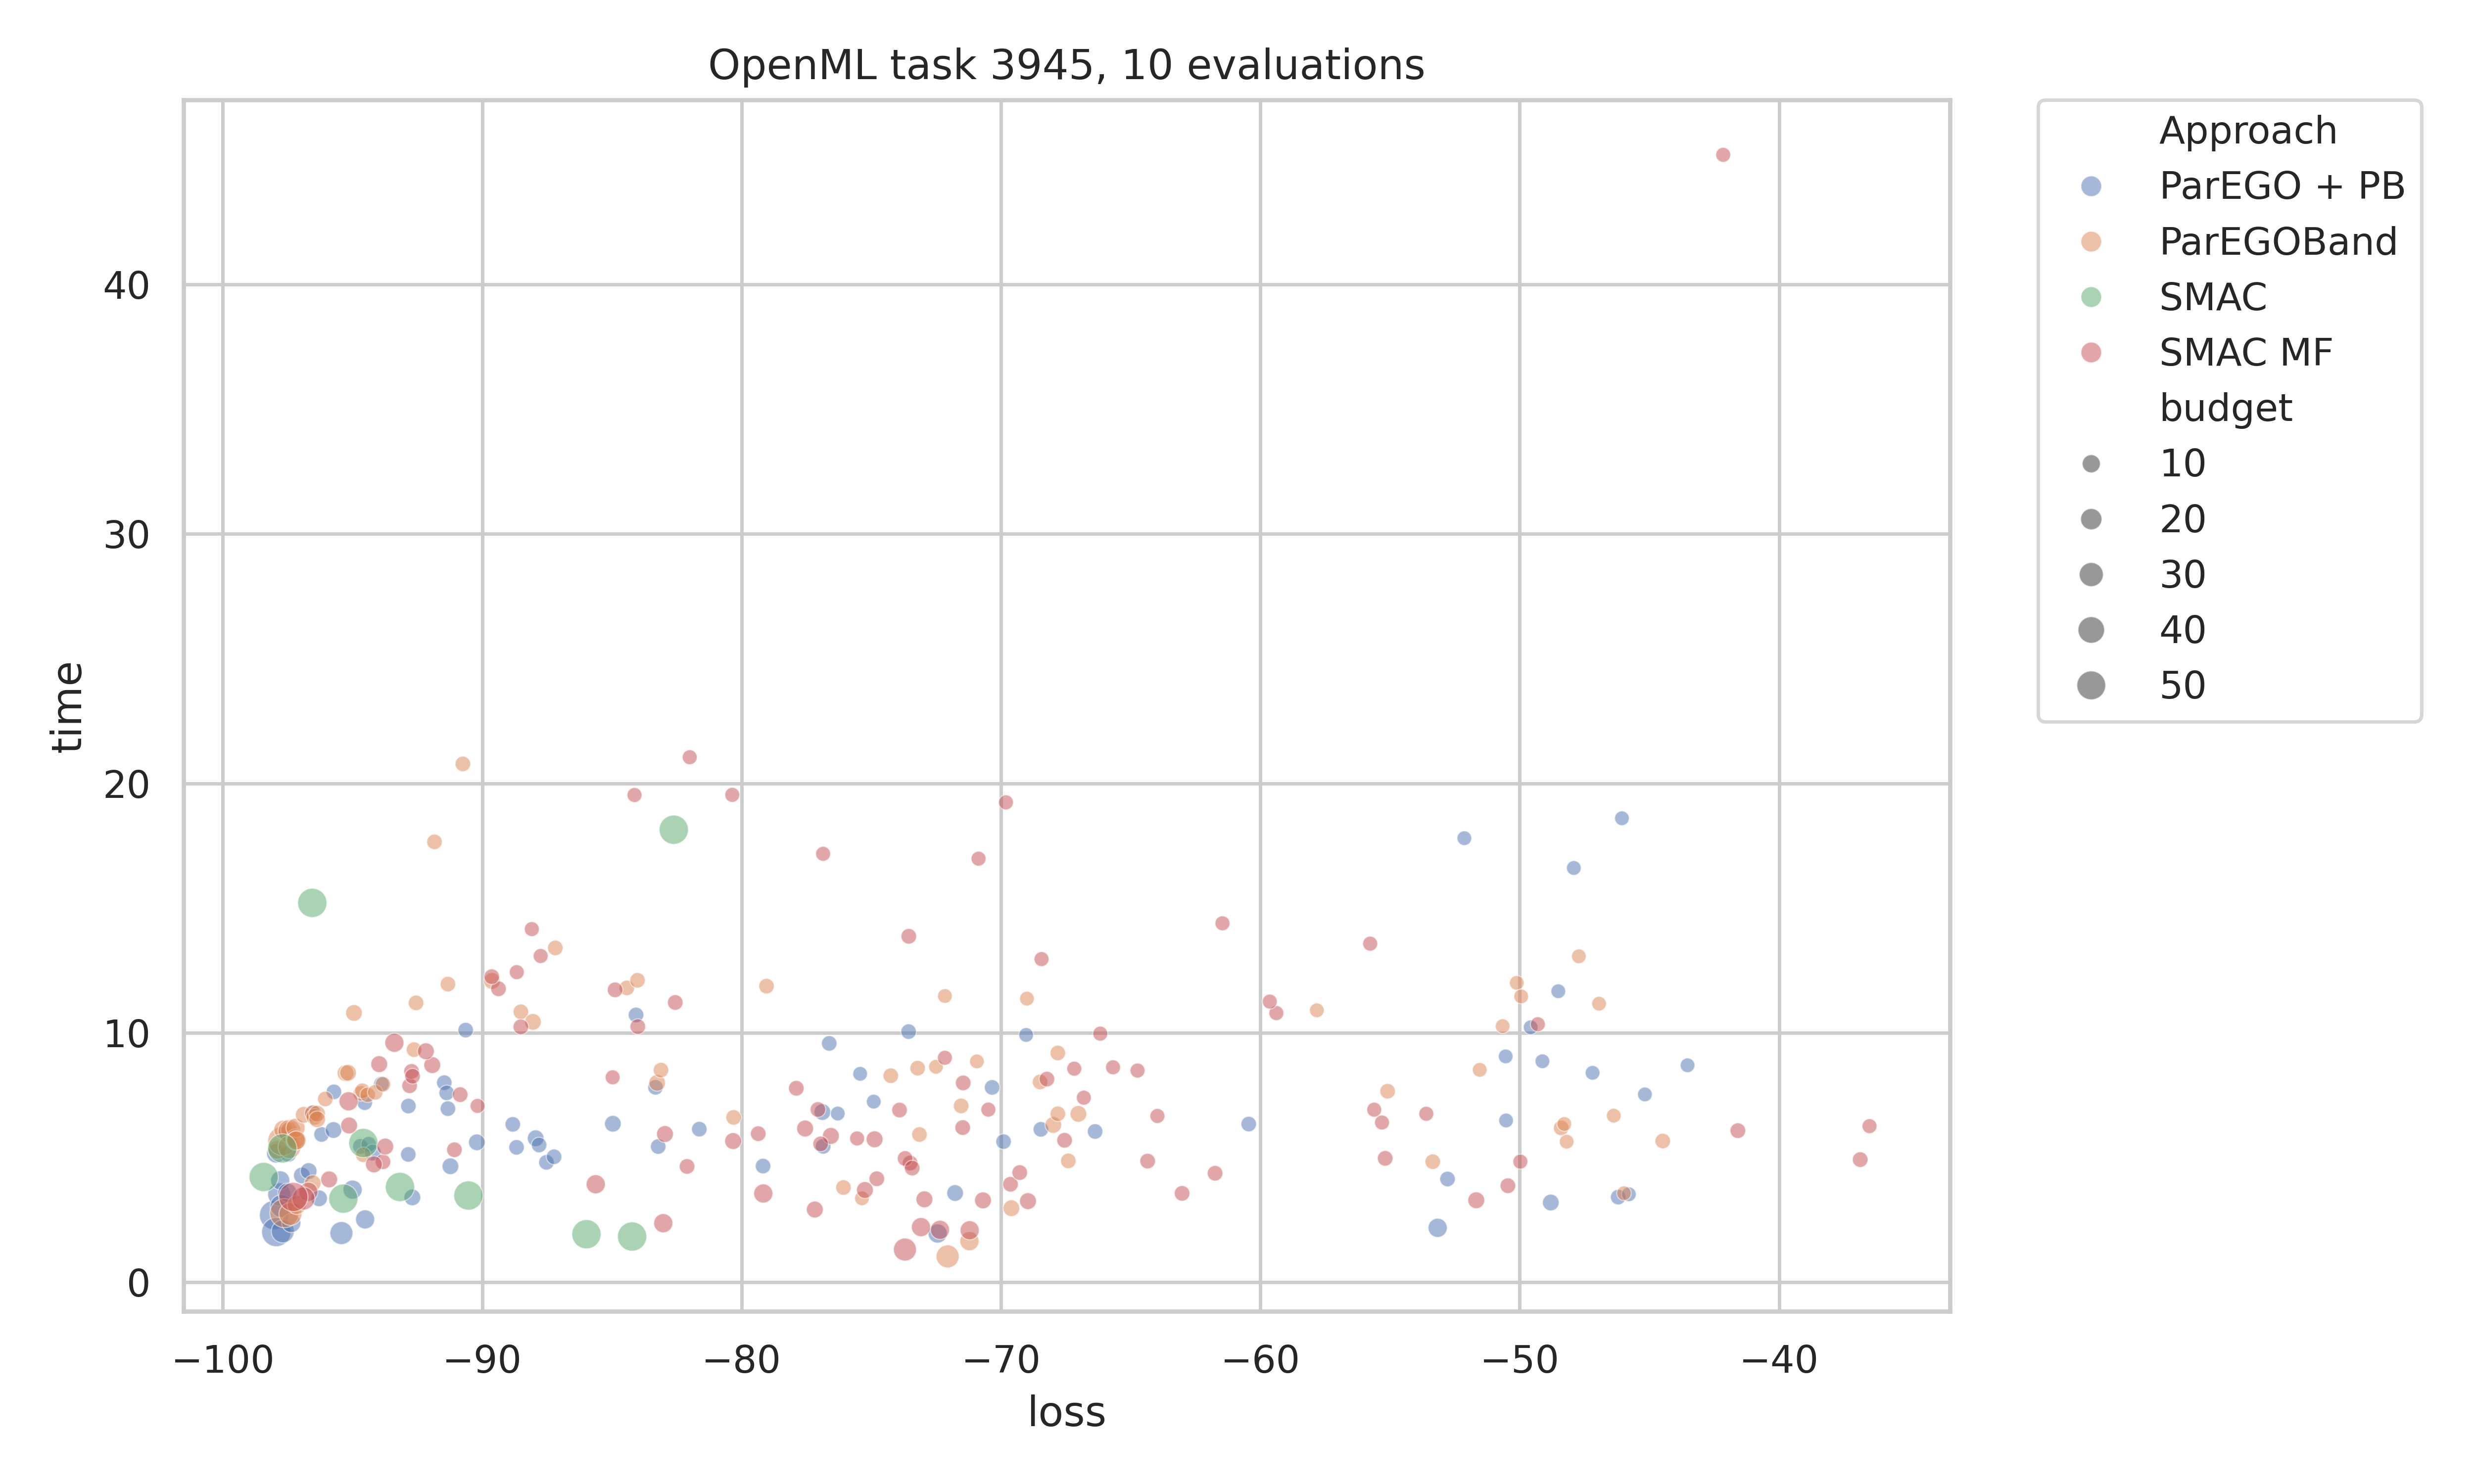 OpenML task 3945, 10 evaluations
Approach
ParEGO + PB
ParEGOBand
SMAC
SMAC MF
budget
10
20
30
40
50
time
40
30
20
10
0
−100
−90
−80
−70
−60
−50
−40
loss